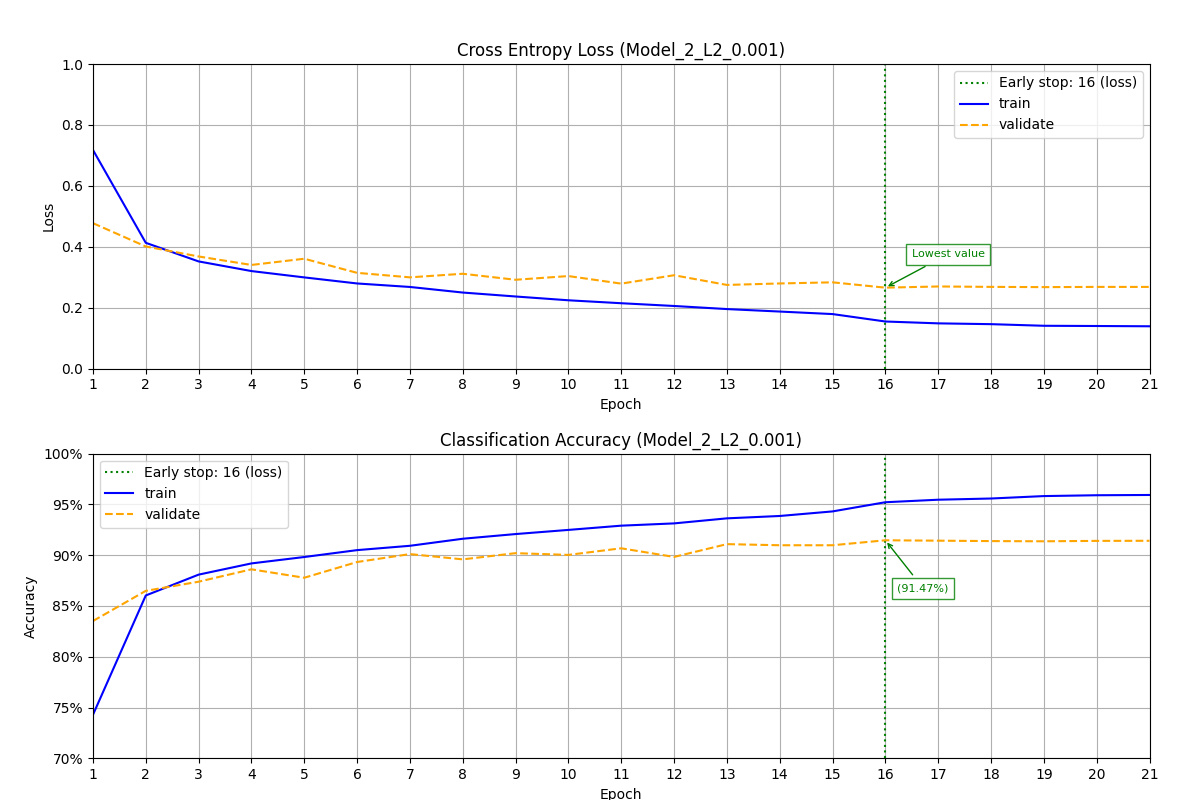 Cross Entropy Loss (Model_2_L2_0.001)
1.0
0.8
0.6
0.4
0.2
0.0
Loss
Early stop: 16 (loss)
train
validate
Lowest value
1 2 3 4 5 6 7 8 9 10 11 12 13 14 15 16 17 18 19 20 21
Epoch
Classification Accuracy (Model_2_L2_0.001)
100%
95%
90%
85%
80%
75%
70%
Accuracy
Early stop: 16 (loss)
train
validate
(91.47%)
1 2 3 4 5 6 7 8 9 10 11 12 13 14 15 16 17 18 19 20 21
Epoch